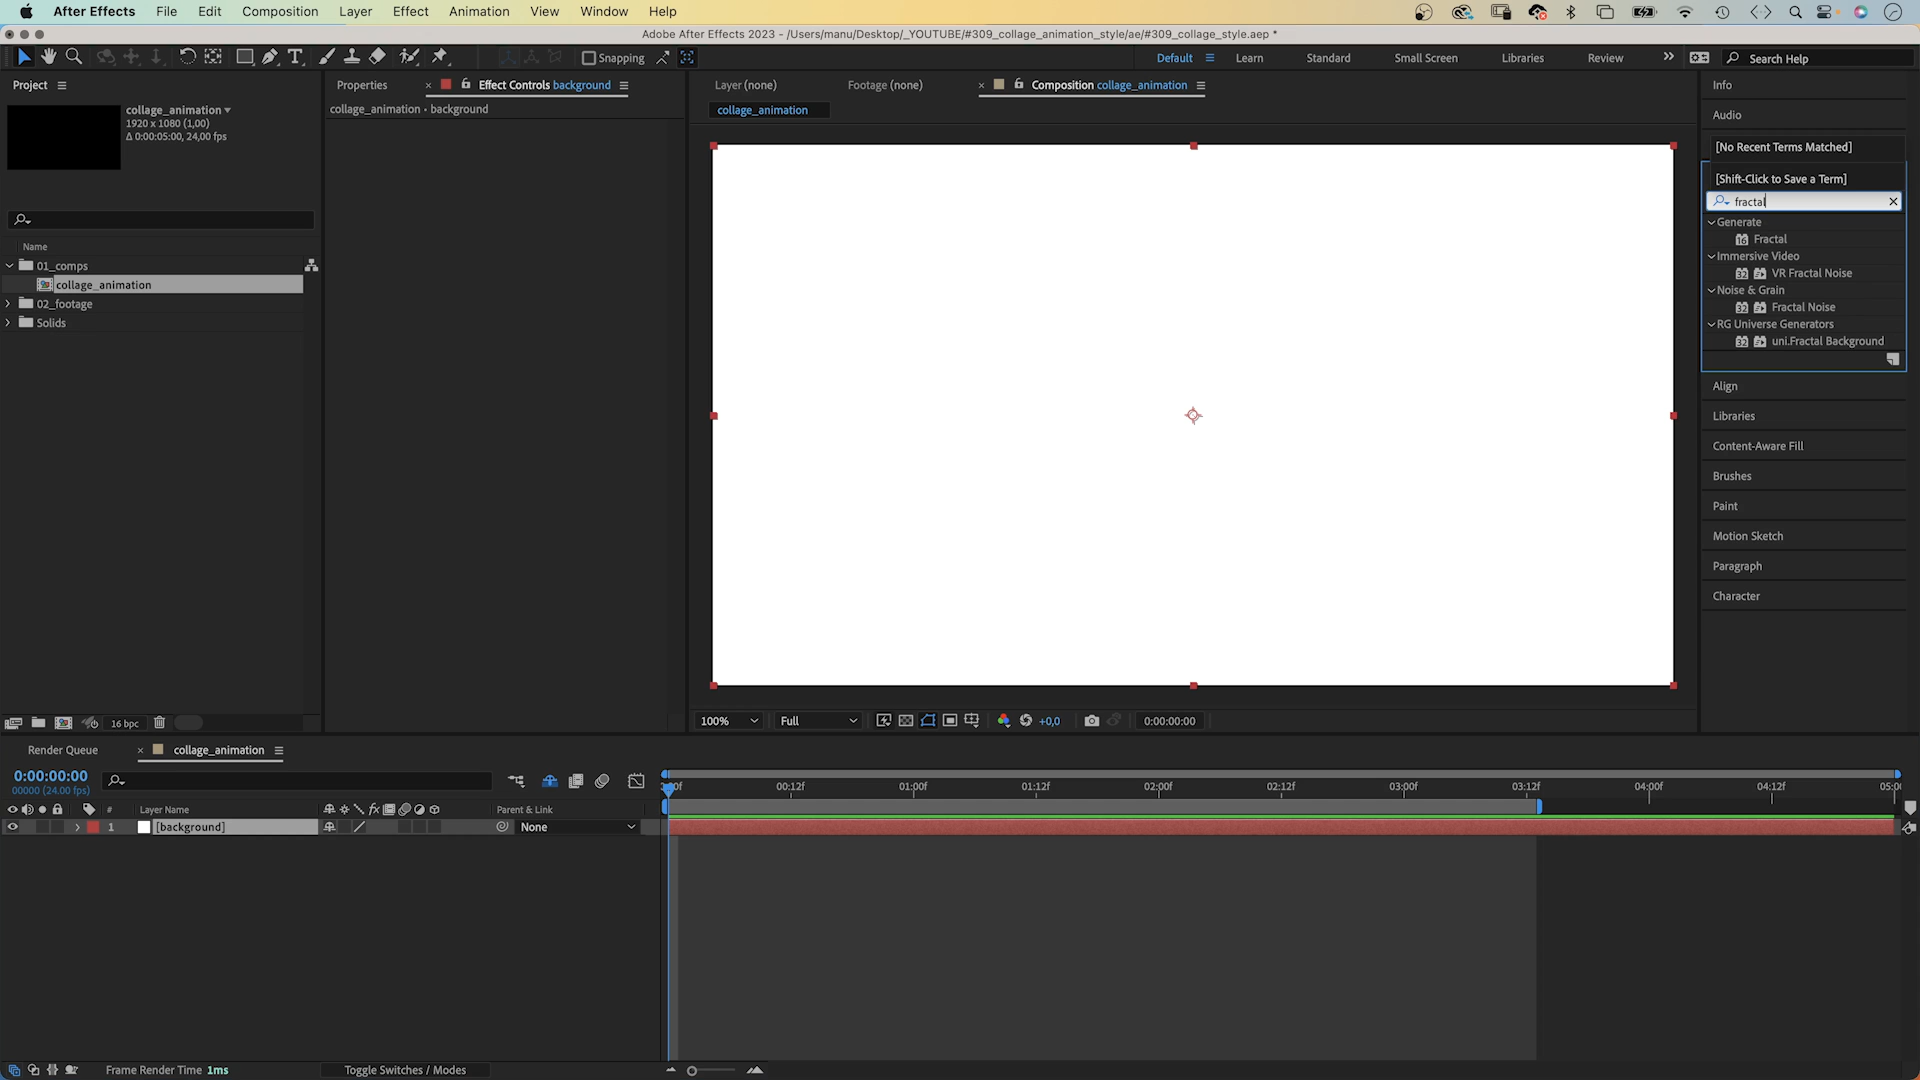 After Effects File Edit Composition Layer Effect Animation View Window Help
Adobe After Effects 2023 - /Users/manu/Desktop/_YOUTUBE/#309_collage_animation_style/ae/#309_collage_style.aep *
Snapping
Default Learn Standard Small Screen Libraries Review Search Help
Project
collage_animation
1920 x 1080 (1,00)
Δ 0:00:05:00, 24,00 fps
Name
01_comps
collage_animation
02_footage
Solids
16 bpc
Properties Effect Controls background
collage_animation • background
Layer (none) Footage (none) Composition collage_animation
collage_animation
100% Full +0,0 0:00:00:00
Info
Audio
[No Recent Terms Matched]
[Shift-Click to Save a Term]
fractal
Generate
16 Fractal
Immersive Video
32 VR Fractal Noise
Noise & Grain
32 Fractal Noise
RG Universe Generators
32 uni.Fractal Background
Align
Libraries
Content-Aware Fill
Brushes
Paint
Motion Sketch
Paragraph
Character
Render Queue collage_animation
0:00:00:00
00000 (24.00 fps)
# Layer Name fx Parent & Link
1 [background] None
00:12f 01:00f 01:12f 02:00f 02:12f 03:00f 03:12f 04:00f 04:12f
Frame Render Time 1ms Toggle Switches / Modes